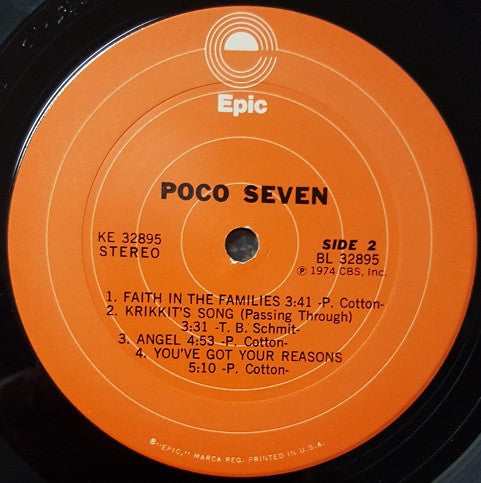 Epic
POCO SEVEN
KE 32895
STEREO
SIDE 2
BL 32895
℗ 1974 CBS, Inc.
1. FAITH IN THE FAMILIES 3:41 -P. Cotton-
2. KRIKKIT'S SONG (Passing Through)
3:31 -T. B. Schmit-
3. ANGEL 4:53 -P. Cotton-
4. YOU'VE GOT YOUR REASONS
5:10 -P. Cotton-
®"EPIC," MARCA REG. PRINTED IN U.S.A.